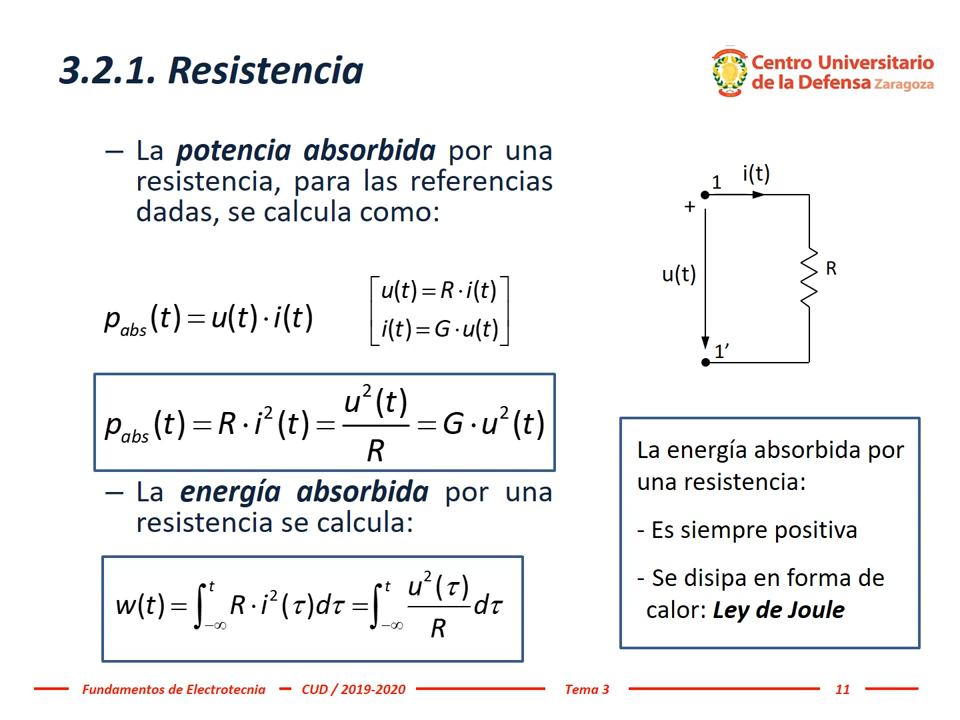 3.2.1. Resistencia
Centro Universitario
de la Defensa Zaragoza
– La potencia absorbida por una
resistencia, para las referencias
dadas, se calcula como:
p_abs(t) = u(t)·i(t)
[u(t) = R·i(t)]
[i(t) = G·u(t)]
p_abs(t) = R·i²(t) = u²(t)/R = G·u²(t)
– La energía absorbida por una
resistencia se calcula:
w(t) = ∫_{-∞}^{t} R·i²(τ)dτ = ∫_{-∞}^{t} u²(τ)/R dτ
1 i(t)
+
u(t)
R
1’
La energía absorbida por
una resistencia:
- Es siempre positiva
- Se disipa en forma de
calor: Ley de Joule
Fundamentos de Electrotecnia CUD / 2019-2020 Tema 3 11